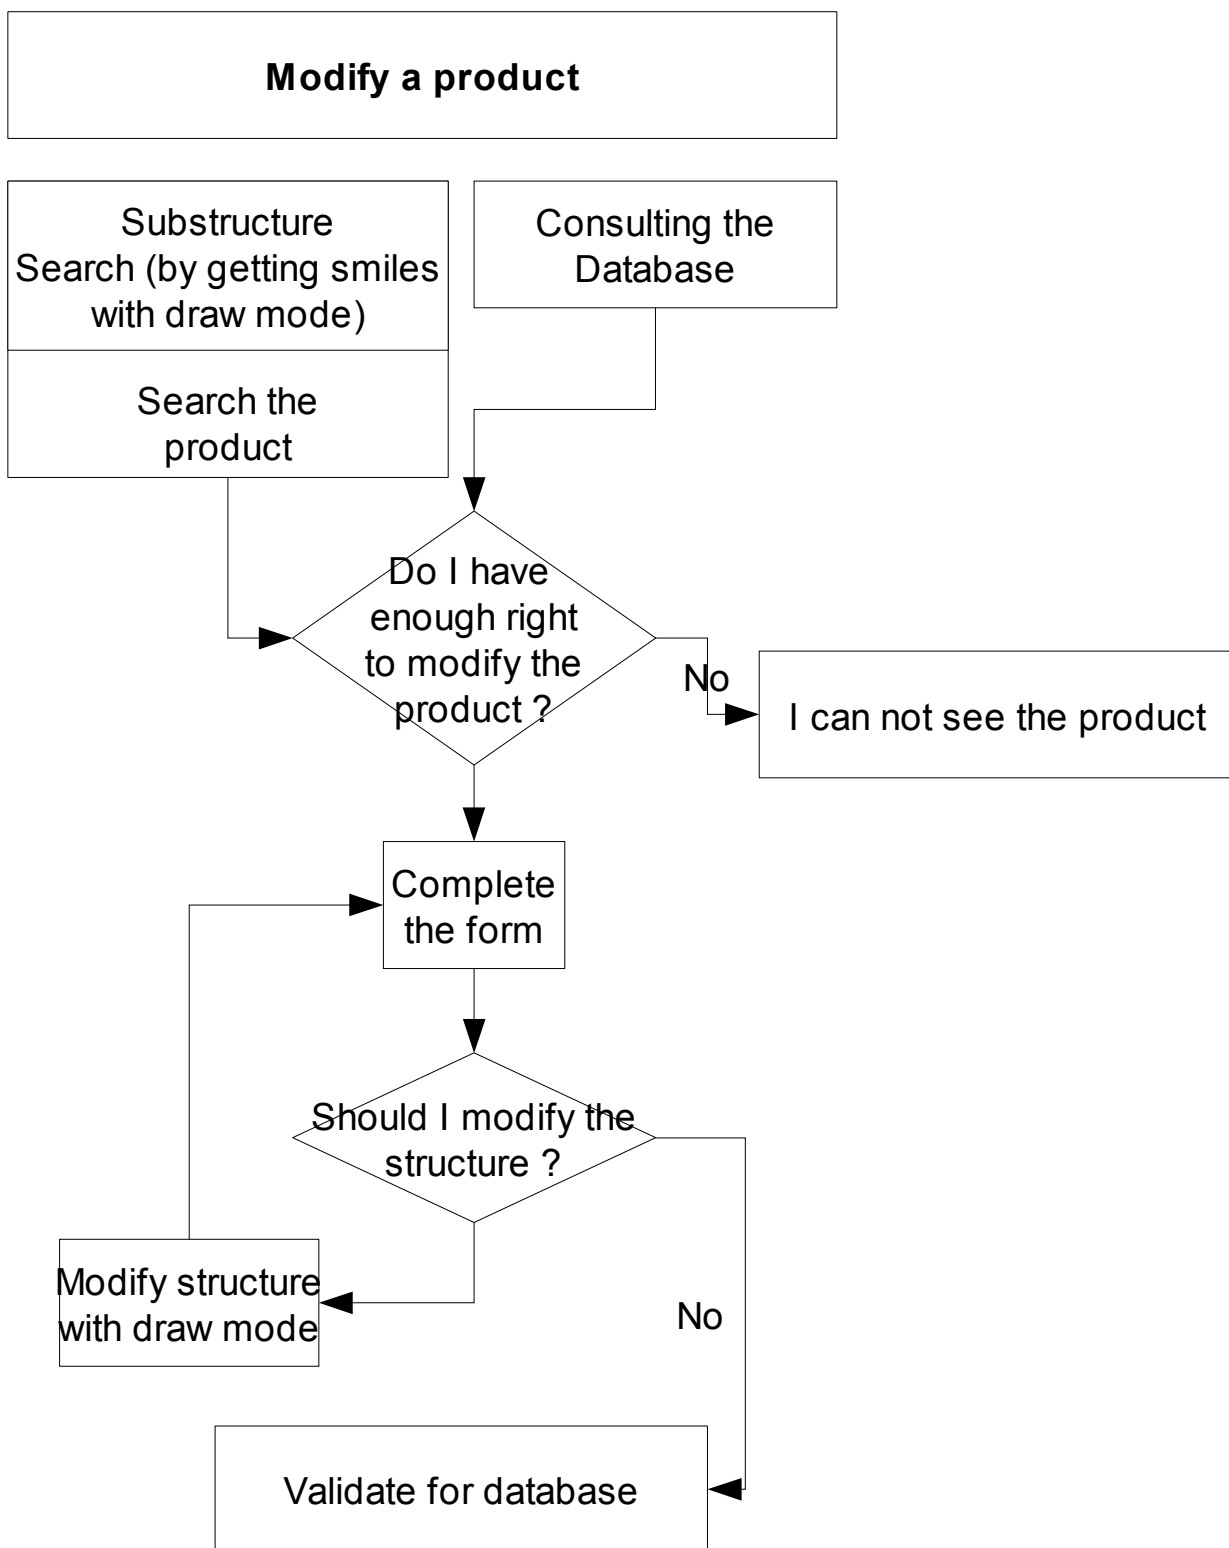 Modify a product
Substructure
Search (by getting smiles
with draw mode)
Consulting the
Database
Search the
product
Do I have
enough right
to modify the
product ?
No
I can not see the product
Complete
the form
Should I modify the
structure ?
Modify structure
with draw mode
No
Validate for database